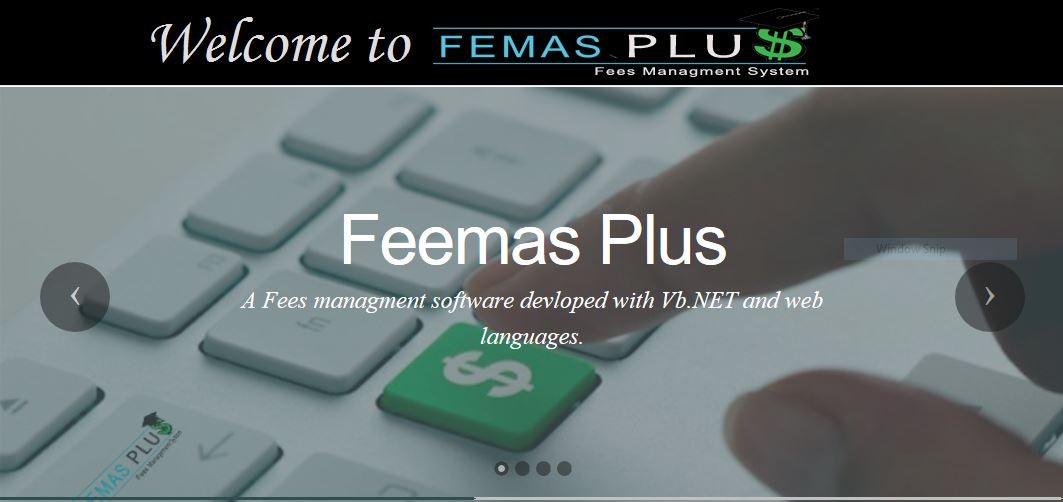 Welcome to FEMAS PLU$
Fees Managment System
Feemas Plus
Window Snip
A Fees managment software devloped with Vb.NET and web
languages.
fn
$
FEMAS PLU$
Fees Managment System